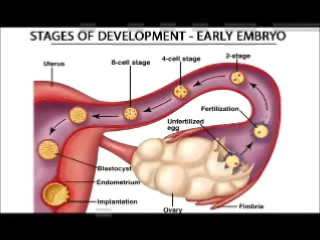 STAGES OF DEVELOPMENT - EARLY EMBRYO
Uterus
8-cell stage
4-cell stage
2-stage
Fertilization
Unfertilized
egg
Blastocyst
Endometrium
Implantation
Ovary
Fimbria